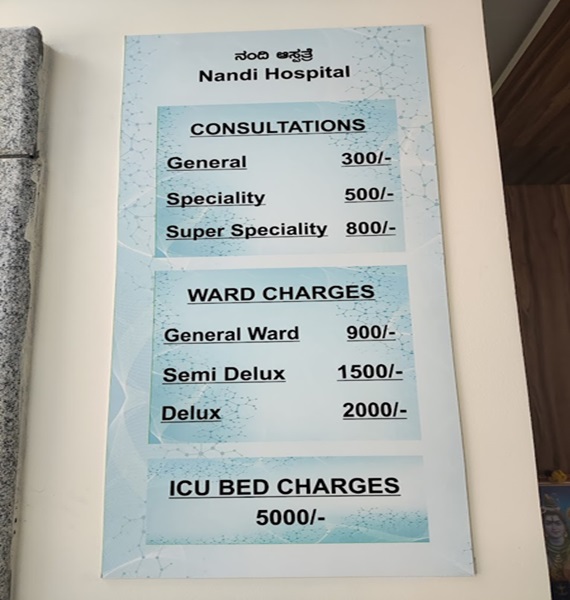 ನಂದಿ ಆಸ್ಪತ್ರೆ
Nandi Hospital
CONSULTATIONS
General 300/-
Speciality 500/-
Super Speciality 800/-
WARD CHARGES
General Ward 900/-
Semi Delux 1500/-
Delux 2000/-
ICU BED CHARGES
5000/-